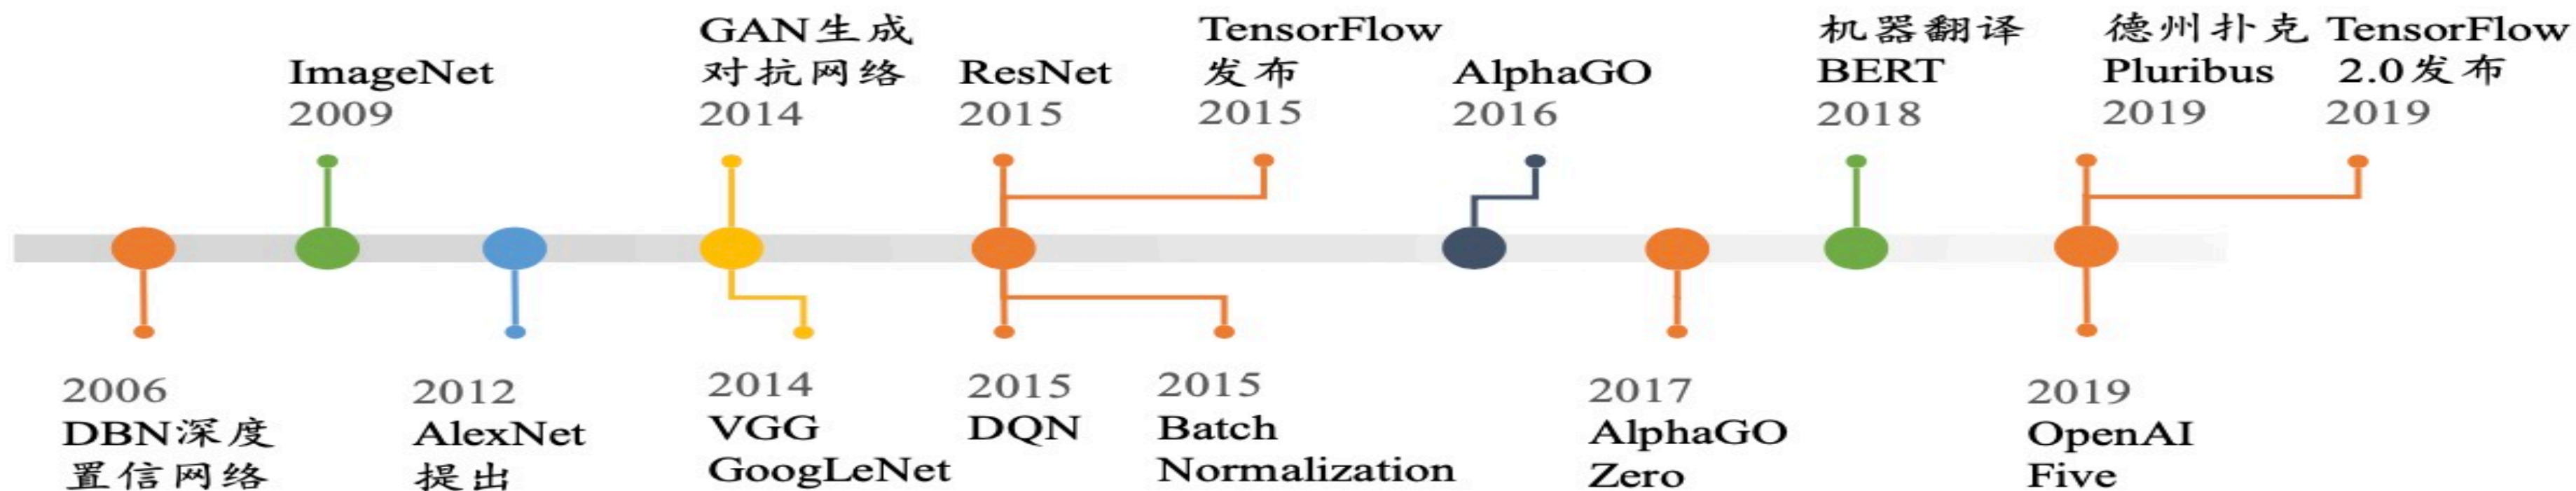 ImageNet
2009
GAN生成
对抗网络
2014
ResNet
2015
TensorFlow
发布
2015
AlphaGO
2016
机器翻译
BERT
2018
德州扑克
Pluribus
2019
TensorFlow
2.0发布
2019
2006
DBN深度
置信网络
2012
AlexNet
提出
2014
VGG
GoogLeNet
2015
DQN
2015
Batch
Normalization
2017
AlphaGO
Zero
2019
OpenAI
Five